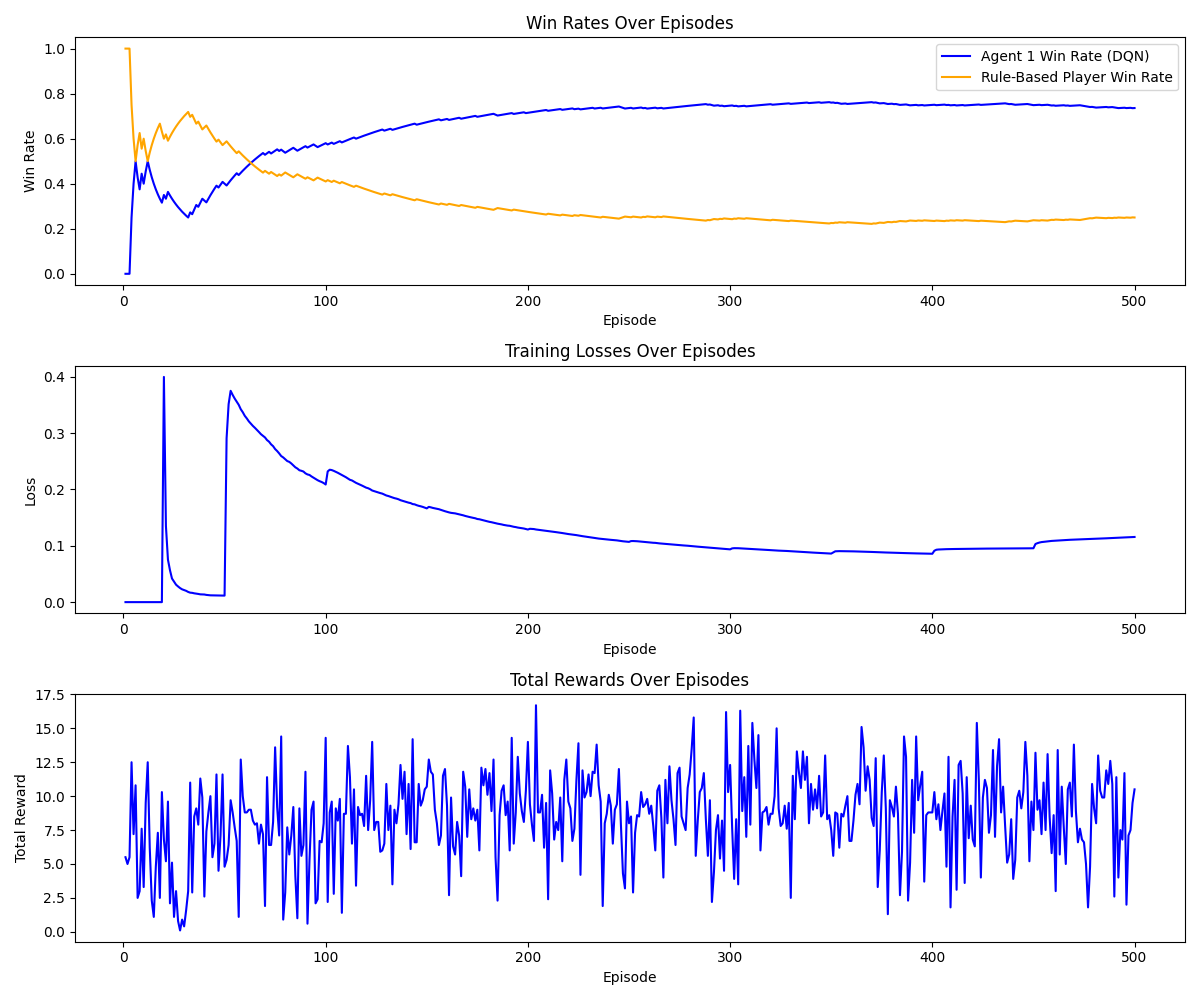 Win Rates Over Episodes
Win Rate
1.0
0.8
0.6
0.4
0.2
0.0
Agent 1 Win Rate (DQN)
Rule-Based Player Win Rate
0 100 200 300 400 500
Episode
Training Losses Over Episodes
Loss
0.4
0.3
0.2
0.1
0.0
0 100 200 300 400 500
Episode
Total Rewards Over Episodes
Total Reward
17.5
15.0
12.5
10.0
7.5
5.0
2.5
0.0
0 100 200 300 400 500
Episode